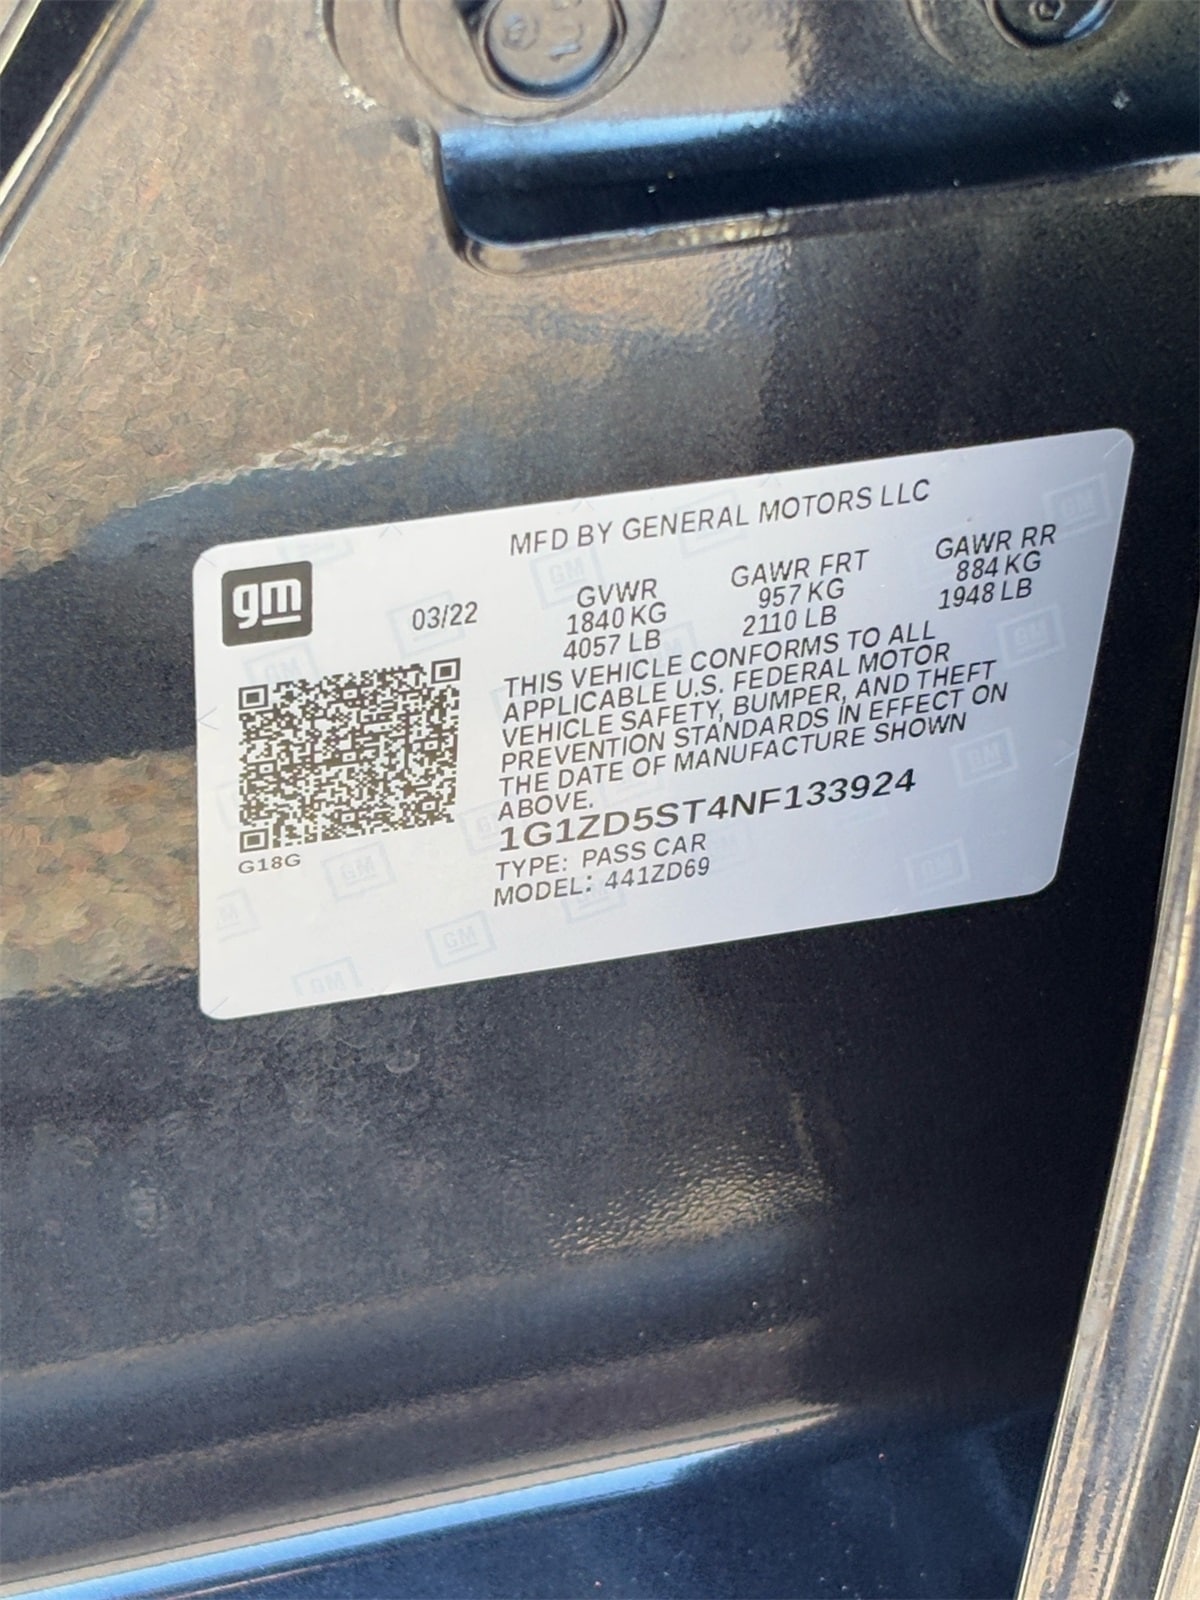 MFD BY GENERAL MOTORS LLC
gm
03/22
GVWR
1840 KG
4057 LB
GAWR FRT
957 KG
2110 LB
GAWR RR
884 KG
1948 LB
THIS VEHICLE CONFORMS TO ALL
APPLICABLE U.S. FEDERAL MOTOR
VEHICLE SAFETY, BUMPER, AND THEFT
PREVENTION STANDARDS IN EFFECT ON
THE DATE OF MANUFACTURE SHOWN
ABOVE.
1G1ZD5ST4NF133924
TYPE: PASS CAR
MODEL: 441ZD69
G18G